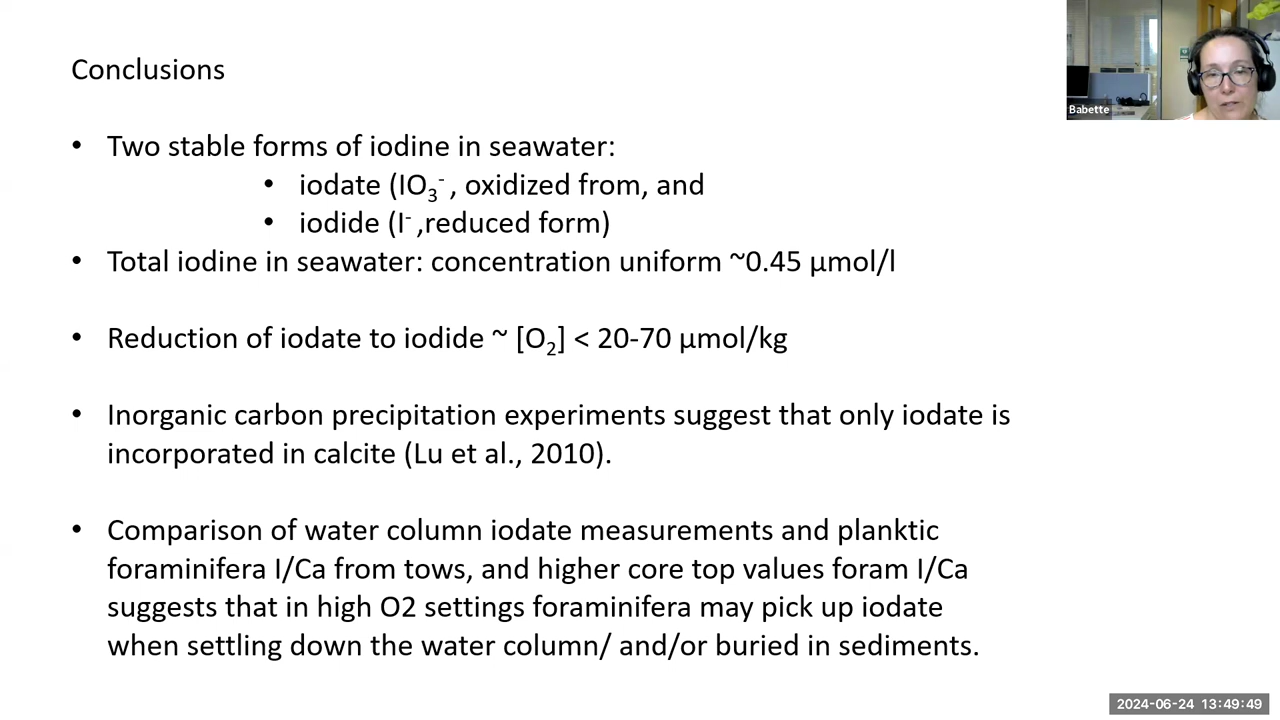 Conclusions
• Two stable forms of iodine in seawater:
• iodate (IO₃⁻ , oxidized from, and
• iodide (I⁻ ,reduced form)
• Total iodine in seawater: concentration uniform ~0.45 µmol/l
• Reduction of iodate to iodide ~ [O₂] < 20-70 µmol/kg
• Inorganic carbon precipitation experiments suggest that only iodate is
incorporated in calcite (Lu et al., 2010).
• Comparison of water column iodate measurements and planktic
foraminifera I/Ca from tows, and higher core top values foram I/Ca
suggests that in high O2 settings foraminifera may pick up iodate
when settling down the water column/ and/or buried in sediments.
Babette
2024-06-24 13:49:49